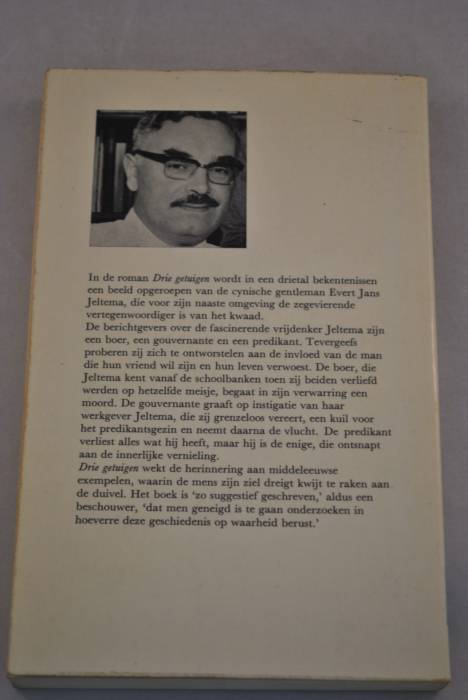 In de roman Drie getuigen wordt in een drietal bekentenissen
een beeld opgeroepen van de cynische gentleman Evert Jans
Jeltema, die voor zijn naaste omgeving de zegevierende
vertegenwoordiger is van het kwaad.
De berichtgevers over de fascinerende vrijdenker Jeltema zijn
een boer, een gouvernante en een predikant. Tevergeefs
proberen zij zich te ontworstelen aan de invloed van de man
die hun vriend wil zijn en hun leven verwoest. De boer, die
Jeltema kent vanaf de schoolbanken toen zij beiden verliefd
werden op hetzelfde meisje, begaat in zijn verwarring een
moord. De gouvernante graaft op instigatie van haar
werkgever Jeltema, die zij grenzeloos vereert, een kuil voor
het predikantsgezin en neemt daarna de vlucht. De predikant
verliest alles wat hij heeft, maar hij is de enige, die ontsnapt
aan de innerlijke vernieling.
Drie getuigen wekt de herinnering aan middeleeuwse
exempelen, waarin de mens zijn ziel dreigt kwijt te raken aan
de duivel. Het boek is ‘zo suggestief geschreven,’ aldus een
beschouwer, ‘dat men geneigd is te gaan onderzoeken in
hoeverre deze geschiedenis op waarheid berust.’